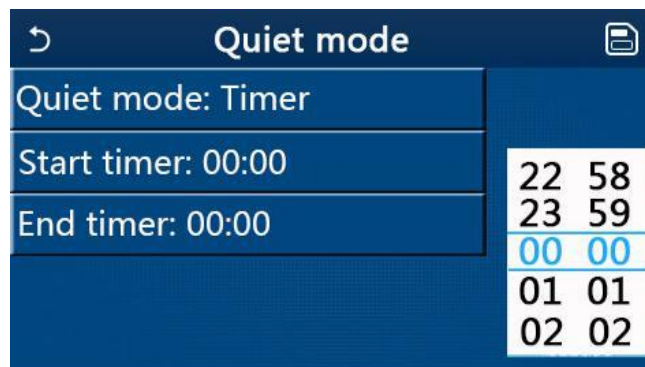 Quiet mode
Quiet mode: Timer
Start timer: 00:00
End timer: 00:00
22 58
23 59
00 00
01 01
02 02